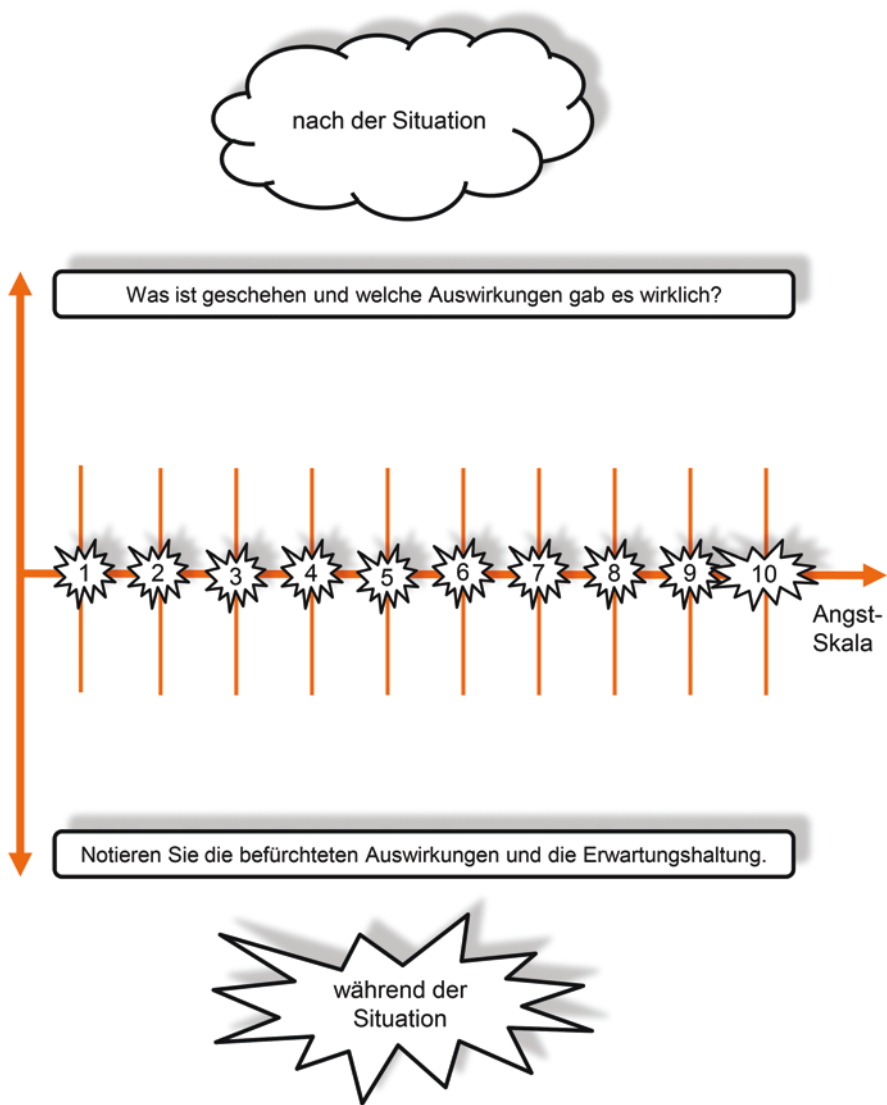 nach der Situation
Was ist geschehen und welche Auswirkungen gab es wirklich?
1 2 3 4 5 6 7 8 9 10
Angst-
Skala
Notieren Sie die befürchteten Auswirkungen und die Erwartungshaltung.
während der
Situation